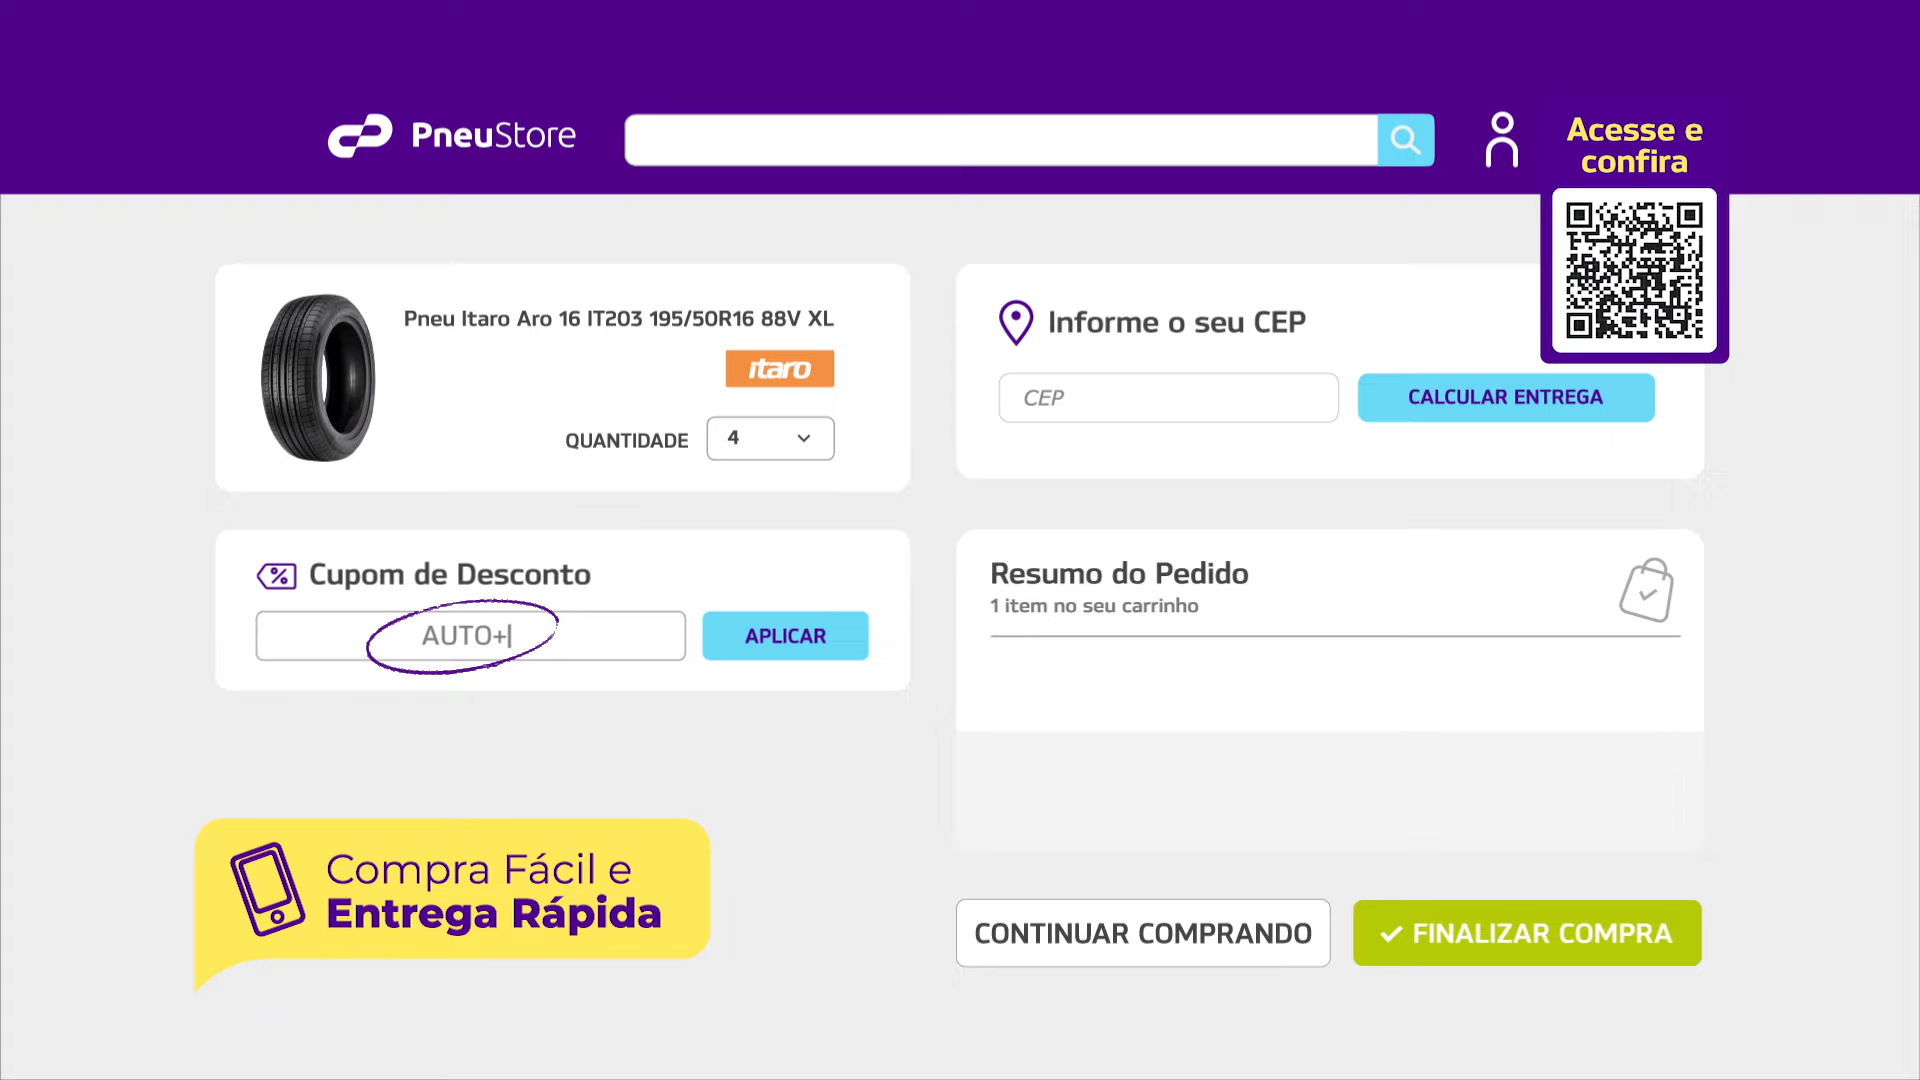 PneuStore
Acesse e
confira
Pneu Itaro Aro 16 IT203 195/50R16 88V XL
itaro
QUANTIDADE 4
Informe o seu CEP
CEP
CALCULAR ENTREGA
Cupom de Desconto
AUTO+
APLICAR
Resumo do Pedido
1 item no seu carrinho
Compra Fácil e
Entrega Rápida
CONTINUAR COMPRANDO
FINALIZAR COMPRA